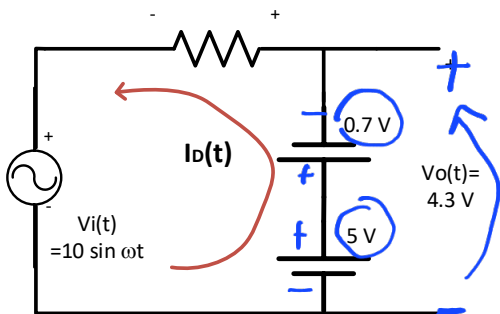 - +
+
0.7 V
-
+
ID(t)
+
-
Vi(t)
=10 sin ωt
+
5 V
-
Vo(t)=
4.3 V
-